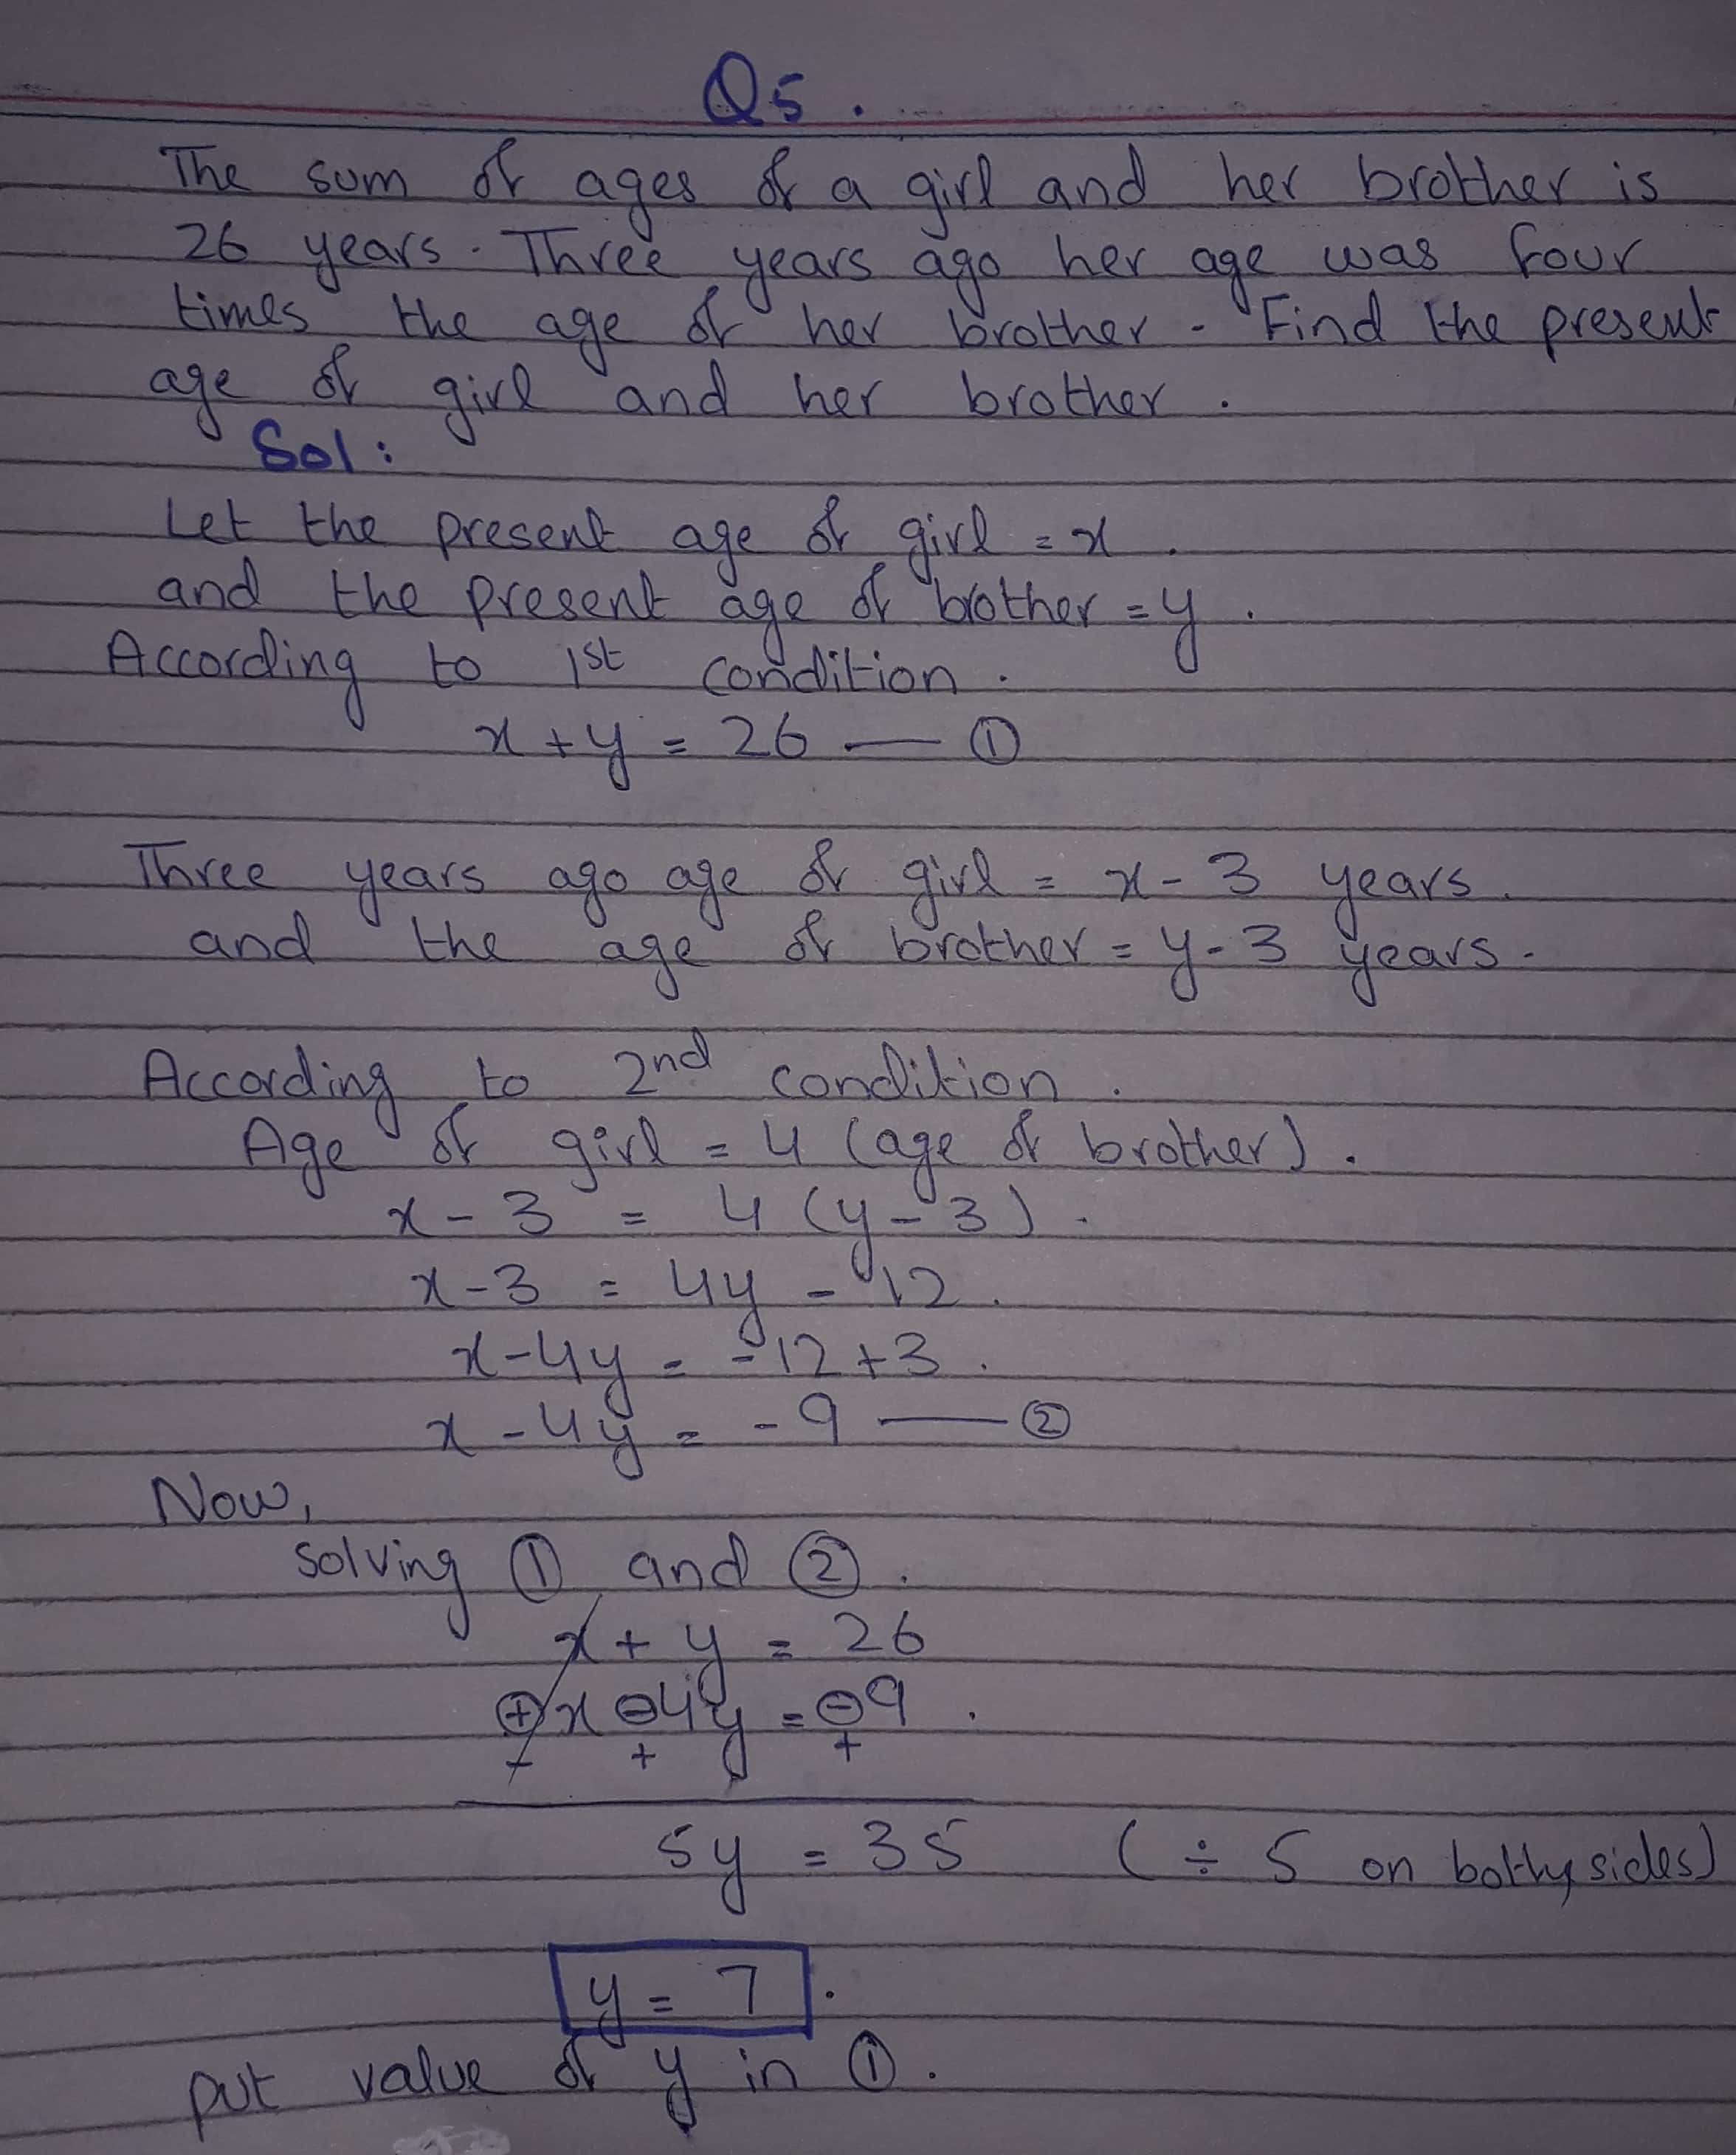 Q5.
The sum of ages of a girl and her brother is
26 years. Three years ago her age was four
times the age of her brother. Find the present
age of girl and her brother.
Sol:
Let the present age of girl = x.
and the present age of brother = y.
According to 1st condition.
x + y = 26 — ①
Three years ago age of girl = x - 3 years.
and the age of brother = y - 3 years.
According to 2nd condition.
Age of girl = 4 (age of brother).
x - 3 = 4 (y - 3).
x - 3 = 4y - 12.
x - 4y = -12 + 3.
x - 4y = -9 — ②
Now,
solving ① and ②.
x + y = 26
⊕x ⊖4y = ⊖9.
- + +
5y = 35 (÷ 5 on both sides)
y = 7.
put value of y in ①.